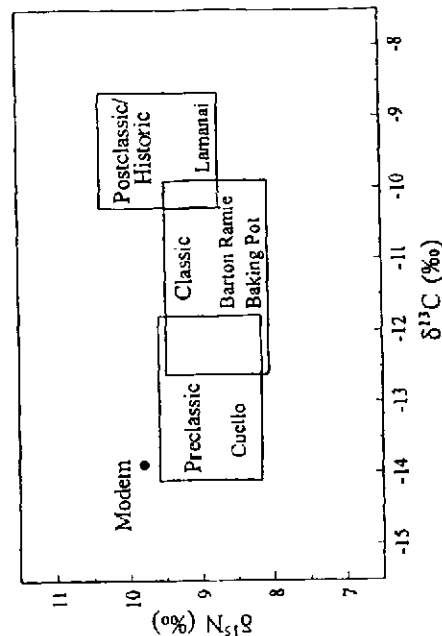 11
10
9
8
7
δ¹⁵N (‰)
Modern
Preclassic
Cuello
Classic
Barton Ramie
Baking Pot
Postclassic/
Historic
Lamanai
-15
-14
-13
-12
-11
-10
-9
-8
δ²³C (‰)